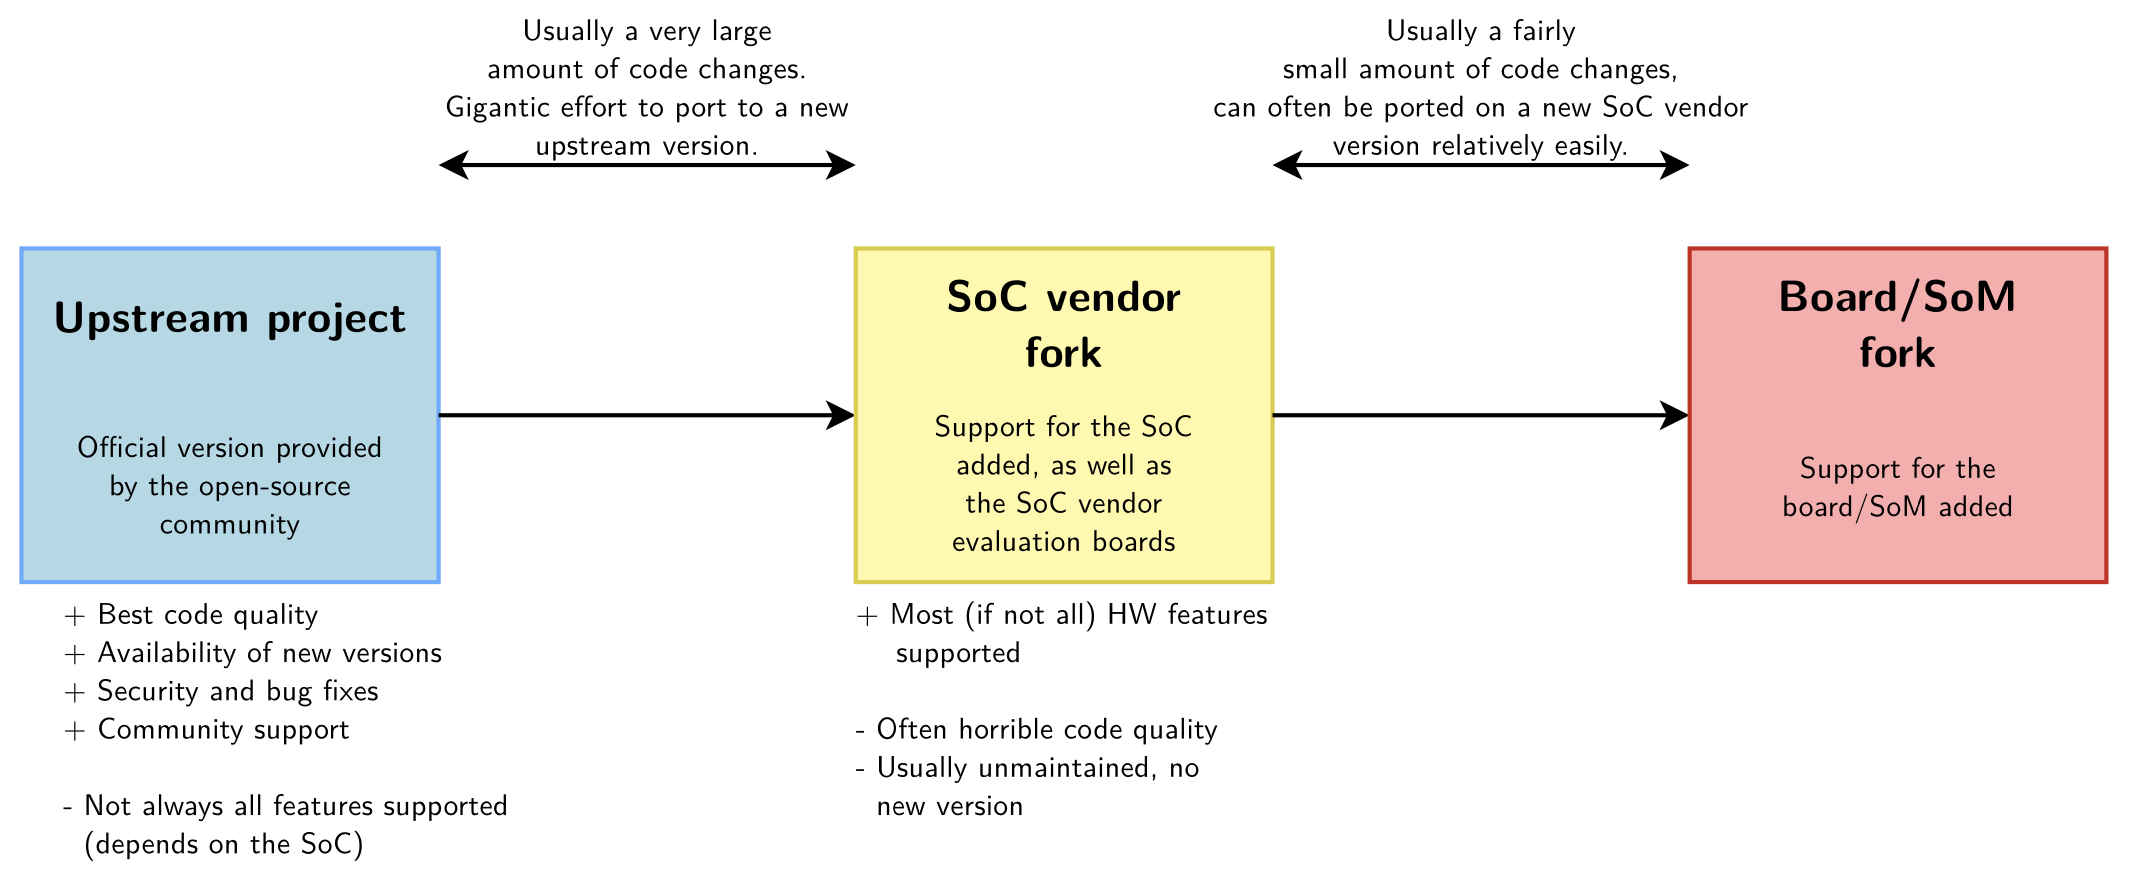 Usually a very large
amount of code changes.
Gigantic effort to port to a new
upstream version.
Usually a fairly
small amount of code changes,
can often be ported on a new SoC vendor
version relatively easily.
Upstream project
Official version provided
by the open-source
community
SoC vendor
fork
Support for the SoC
added, as well as
the SoC vendor
evaluation boards
Board/SoM
fork
Support for the
board/SoM added
+ Best code quality
+ Availability of new versions
+ Security and bug fixes
+ Community support
- Not always all features supported
(depends on the SoC)
+ Most (if not all) HW features
supported
- Often horrible code quality
- Usually unmaintained, no
new version